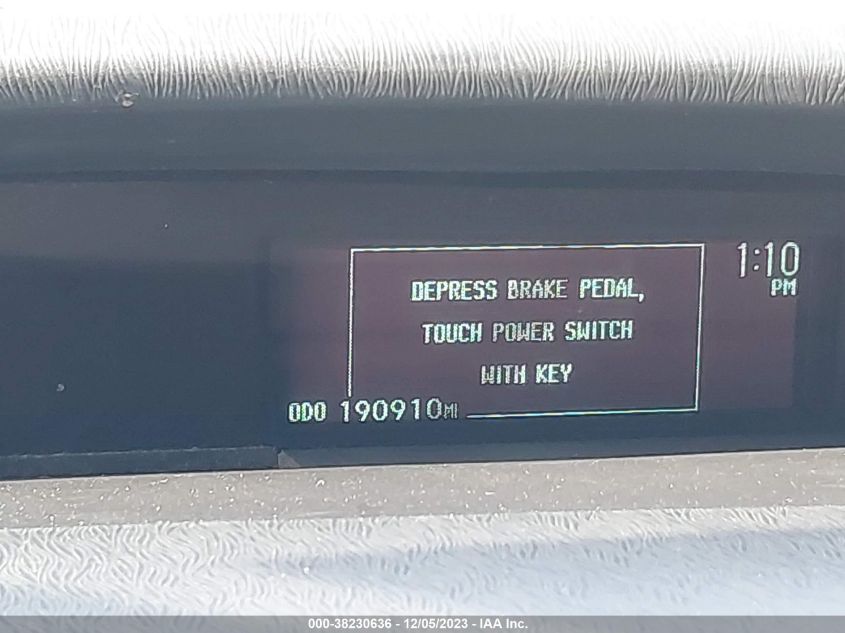 1:10
PM
DEPRESS BRAKE PEDAL,
TOUCH POWER SWITCH
WITH KEY
ODO 190910MI
000-38230636 - 12/05/2023 - IAA Inc.